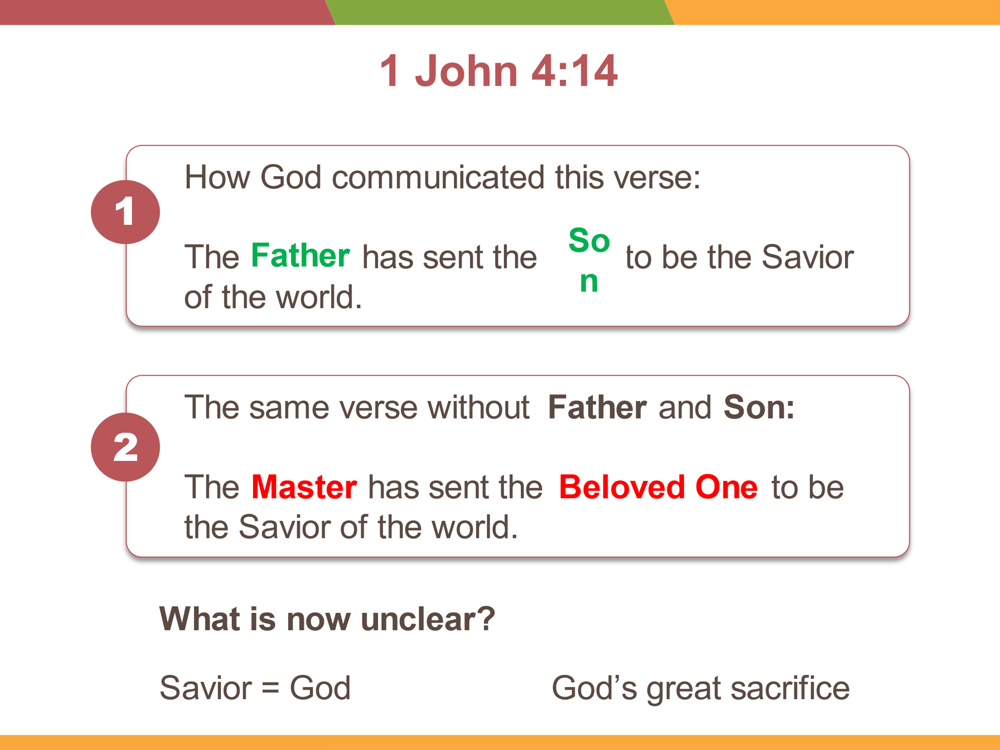 1 John 4:14
1
How God communicated this verse:
The Father has sent the So
n to be the Savior
of the world.
2
The same verse without Father and Son:
The Master has sent the Beloved One to be
the Savior of the world.
What is now unclear?
Savior = God
God’s great sacrifice